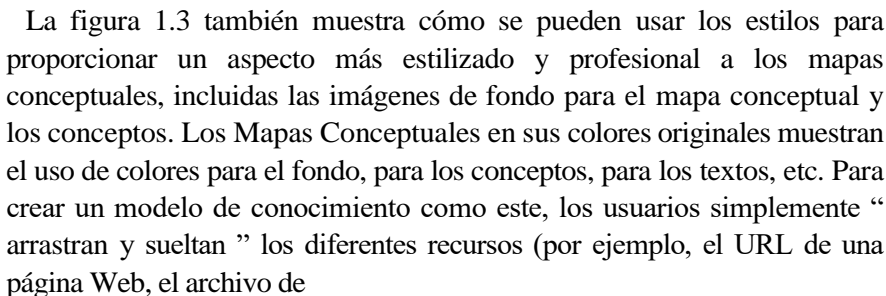 La figura 1.3 también muestra cómo se pueden usar los estilos para
proporcionar un aspecto más estilizado y profesional a los mapas
conceptuales, incluidas las imágenes de fondo para el mapa conceptual y
los conceptos. Los Mapas Conceptuales en sus colores originales muestran
el uso de colores para el fondo, para los conceptos, para los textos, etc. Para
crear un modelo de conocimiento como este, los usuarios simplemente “
arrastran y sueltan ” los diferentes recursos (por ejemplo, el URL de una
página Web, el archivo de